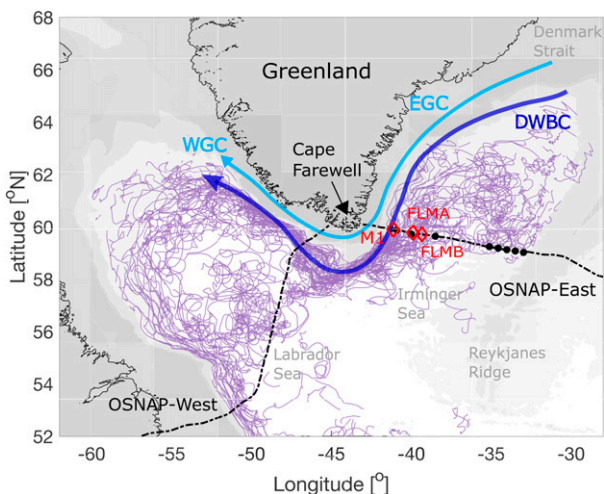 68
66
64
62
60
58
56
54
52
Latitude [°N]
Denmark
Strait
Greenland
EGC
DWBC
WGC
Cape
Farewell
FLMA
M1
FLMB
Irminger
Sea
OSNAP-East
Labrador
Sea
Reykjanes
Ridge
OSNAP-West
-60 -55 -50 -45 -40 -35 -30
Longitude [°]